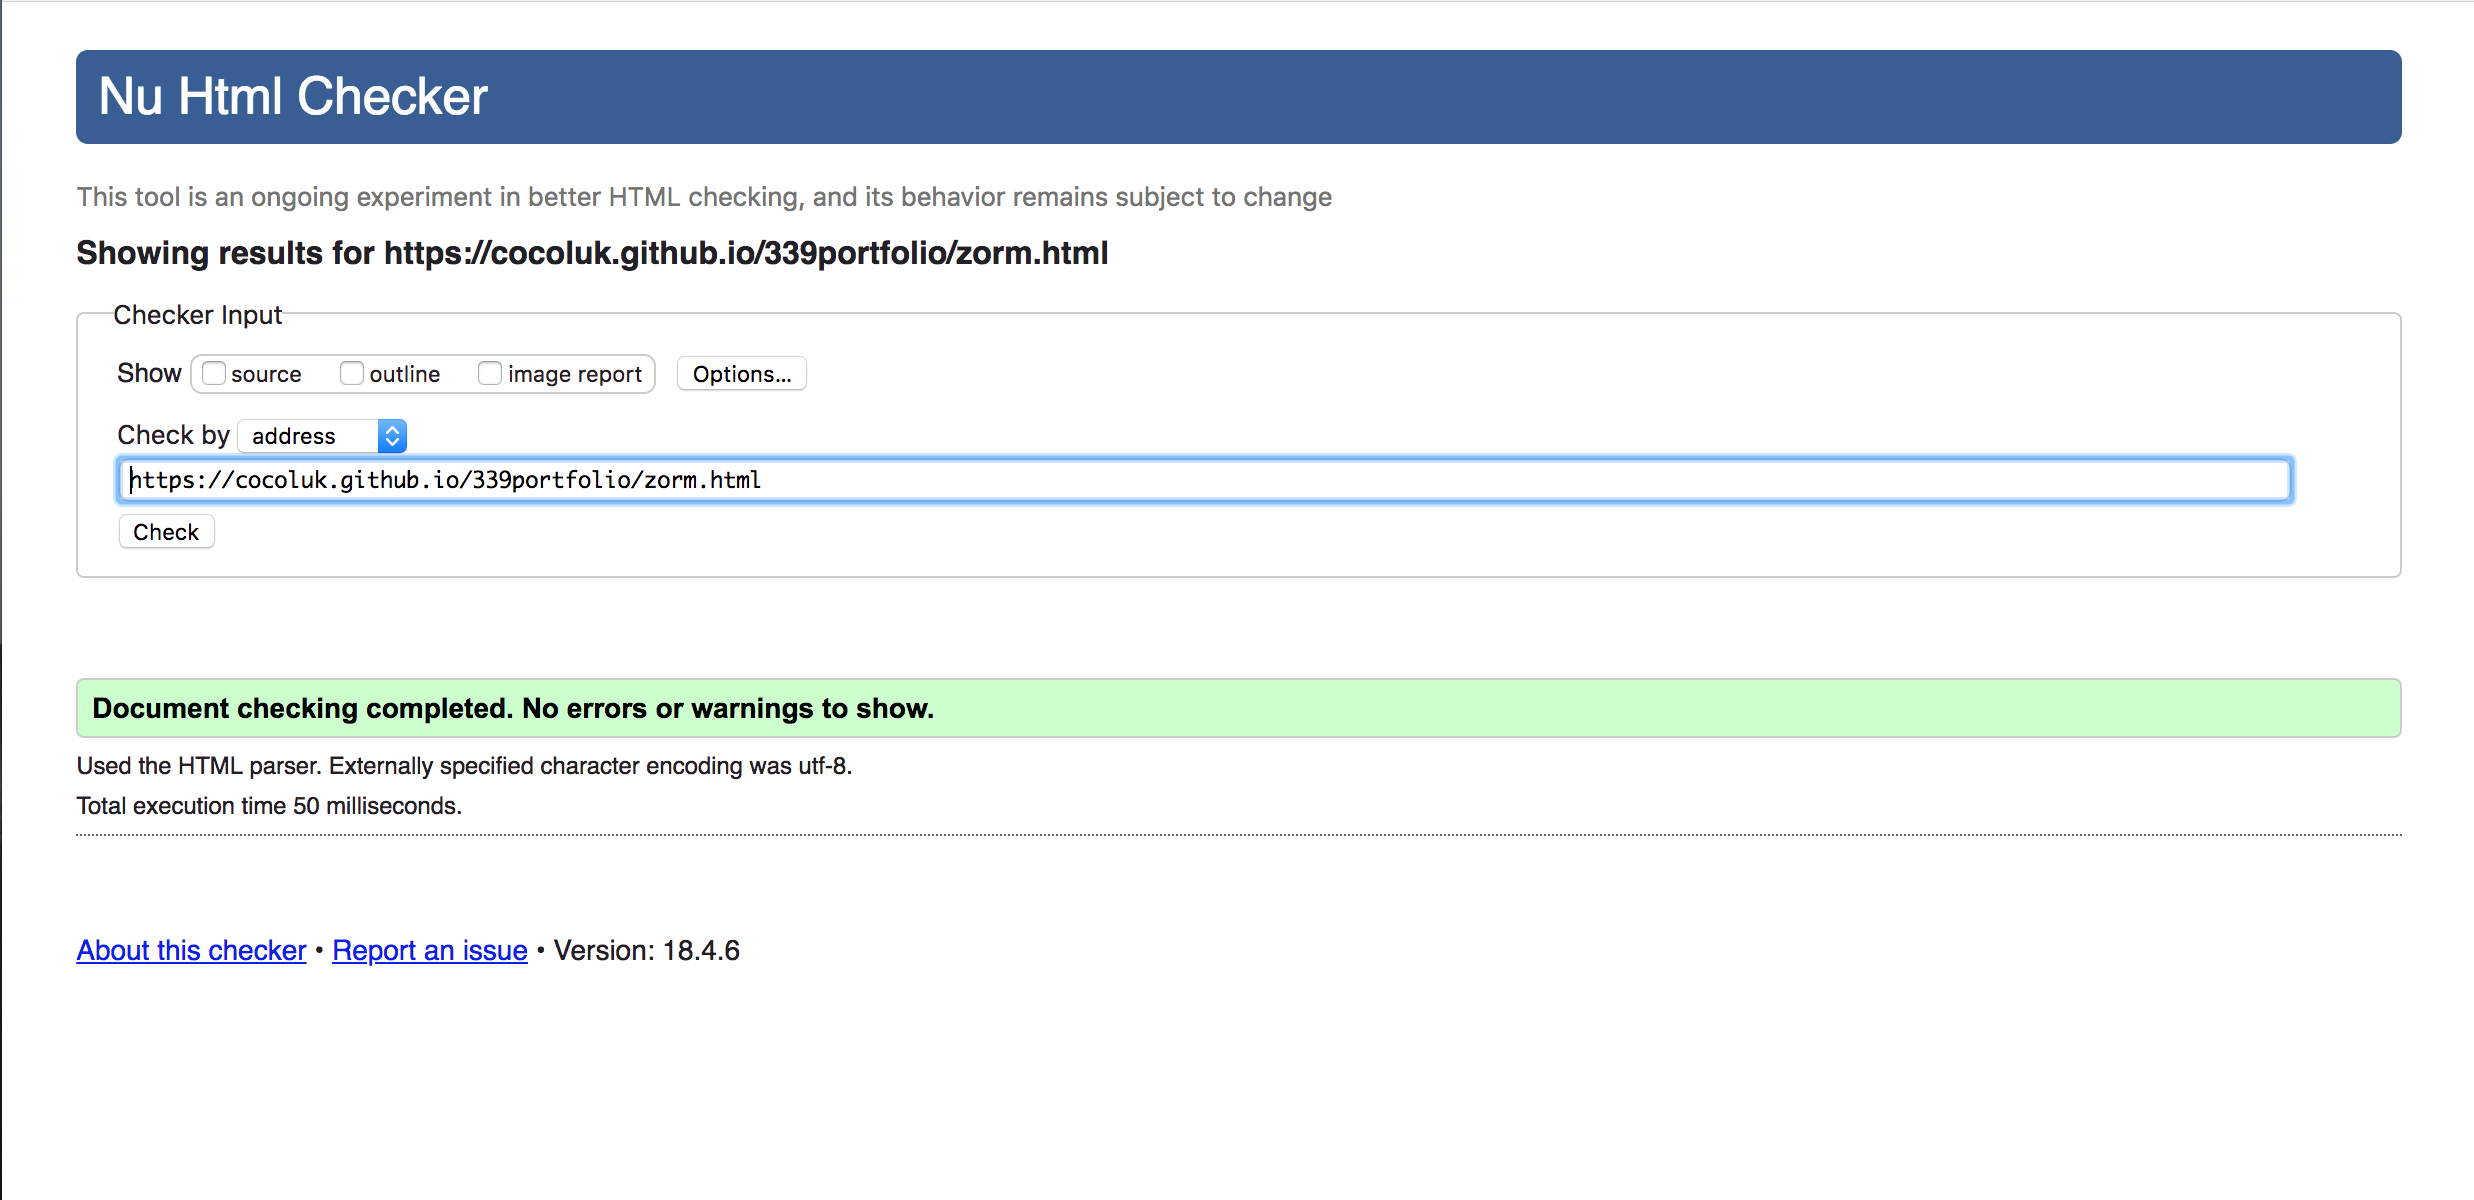 Nu Html Checker
This tool is an ongoing experiment in better HTML checking, and its behavior remains subject to change
Showing results for https://cocoluk.github.io/339portfolio/zorm.html
Checker Input
Show source outline image report Options...
Check by address
https://cocoluk.github.io/339portfolio/zorm.html
Check
Document checking completed. No errors or warnings to show.
Used the HTML parser. Externally specified character encoding was utf-8.
Total execution time 50 milliseconds.
About this checker • Report an issue • Version: 18.4.6